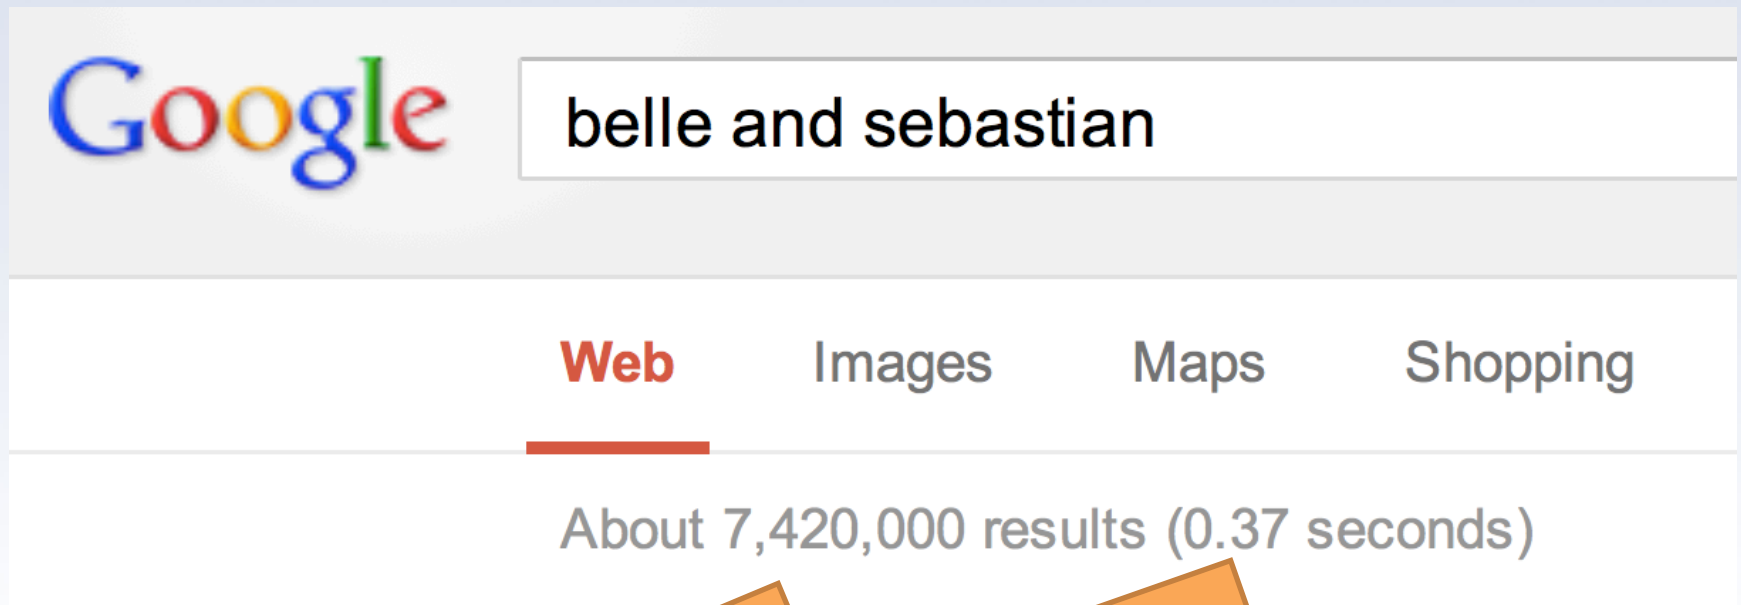 Google belle and sebastian
Web Images Maps Shopping
About 7,420,000 results (0.37 seconds)